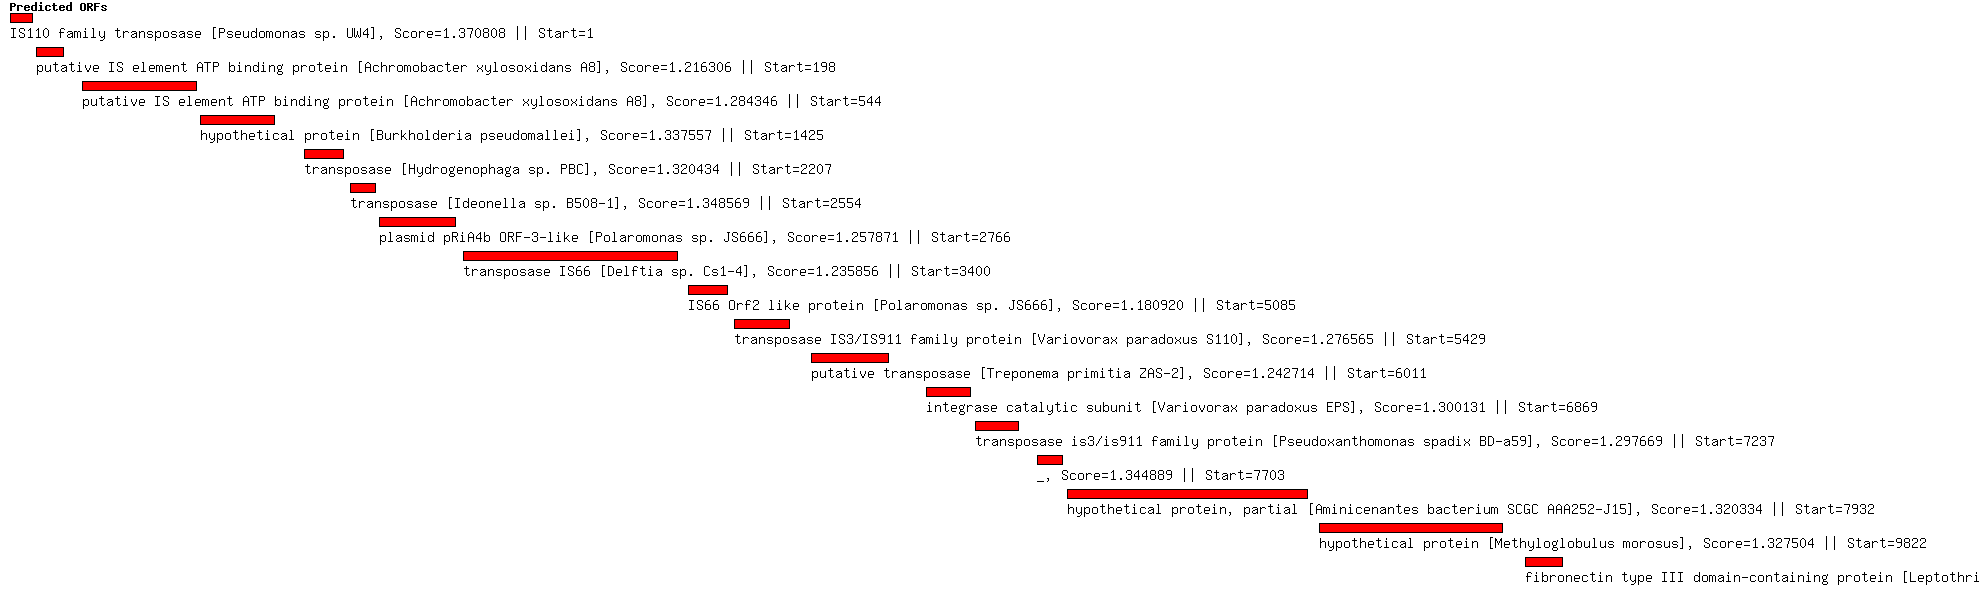 Predicted ORFs
IS110 family transposase [Pseudomonas sp. UW4], Score=1.370808 || Start=1
putative IS element ATP binding protein [Achromobacter xylosoxidans A8], Score=1.216306 || Start=198
putative IS element ATP binding protein [Achromobacter xylosoxidans A8], Score=1.284346 || Start=544
hypothetical protein [Burkholderia pseudomallei], Score=1.337557 || Start=1425
transposase [Hydrogenophaga sp. PBC], Score=1.320434 || Start=2207
transposase [Ideonella sp. B508-1], Score=1.348569 || Start=2554
plasmid pRiA4b ORF-3-like [Polaromonas sp. JS666], Score=1.257871 || Start=2766
transposase IS66 [Delftia sp. Cs1-4], Score=1.235856 || Start=3400
IS66 Orf2 like protein [Polaromonas sp. JS666], Score=1.180920 || Start=5085
transposase IS3/IS911 family protein [Variovorax paradoxus S110], Score=1.276565 || Start=5429
putative transposase [Treponema primitia ZAS-2], Score=1.242714 || Start=6011
integrase catalytic subunit [Variovorax paradoxus EPS], Score=1.300131 || Start=6869
transposase is3/is911 family protein [Pseudoxanthomonas spadix BD-a59], Score=1.297669 || Start=7237
_, Score=1.344889 || Start=7703
hypothetical protein, partial [Aminicenantes bacterium SCGC AAA252-J15], Score=1.320334 || Start=7932
hypothetical protein [Methyloglobulus morosus], Score=1.327504 || Start=9822
fibronectin type III domain-containing protein [Leptothri